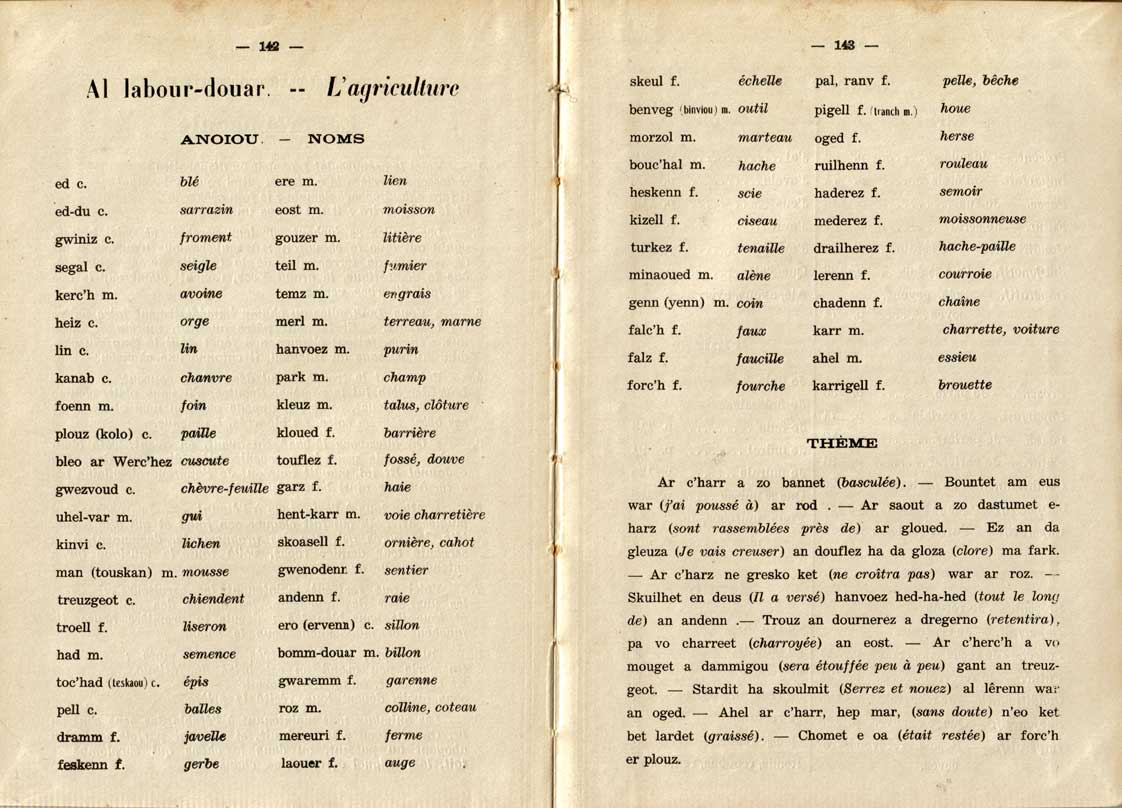 — 142 —
Al labour-douar. -- L'agriculture
ANOIOU. — NOMS
ed c. blé ere m. lien
ed-du c. sarrazin eost m. moisson
gwiniz c. froment gouzer m. litière
segal c. seigle teil m. fumier
kerc'h m. avoine temz m. engrais
heiz c. orge merl m. terreau, marne
lin c. lin hanvoez m. purin
kanab c. chanvre park m. champ
foenn m. foin kleuz m. talus, clôture
plouz (kolo) c. paille kloued f. barrière
bleo ar Werc'hez cuscute touflez f. fossé, douve
gwezvoud c. chèvre-feuille garz f. haie
uhel-var m. gui hent-karr m. voie charretière
kinvi c. lichen skoasell f. ornière, cahot
man (touskan) m. mousse gwenodenn f. sentier
treuzgeot c. chiendent andenn f. raie
troell f. liseron ero (ervenn) c. sillon
had m. semence bomm-douar m. billon
toc'had (teskaou) c. épis gwaremm f. garenne
pell c. balles roz m. colline, coteau
dramm f. javelle mereuri f. ferme
feskenn f. gerbe laouer f. auge
— 143 —
skeul f. échelle pal, ranv f. pelle, bêche
benveg (binviou) m. outil pigell f. (tranch m.) houe
morzol m. marteau oged f. herse
bouc'hal m. hache ruilhenn f. rouleau
heskenn f. scie haderez f. semoir
kizell f. ciseau mederez f. moissonneuse
turkez f. tenaille drailherez f. hache-paille
minaoued m. alène lerenn f. courroie
genn (yenn) m. coin chadenn f. chaîne
falc'h f. faux karr m. charrette, voiture
falz f. faucille ahel m. essieu
forc'h f. fourche karrigell f. brouette
THÈME
Ar c'harr a zo bannet (basculée). — Bountet am eus
war (j'ai poussé à) ar rod . — Ar saout a zo dastumet e-
harz (sont rassemblées près de) ar gloued. — Ez an da
gleuza (Je vais creuser) an douflez ha da gloza (clore) ma fark.
— Ar c'harz ne gresko ket (ne croîtra pas) war ar roz. —
Skuilhet en deus (Il a versé) hanvoez hed-ha-hed (tout le long
de) an andenn .— Trouz an dournerez a dregerno (retentira),
pa vo charreet (charroyée) an eost. — Ar c'herc'h a vo
mouget a dammigou (sera étouffée peu à peu) gant an treuz-
geot. — Stardit ha skoulmit (Serrez et nouez) al lêrenn war
an oged. — Ahel ar c'harr, hep mar, (sans doute) n'eo ket
bet lardet (graissé). — Chomet e oa (était restée) ar forc'h
er plouz.